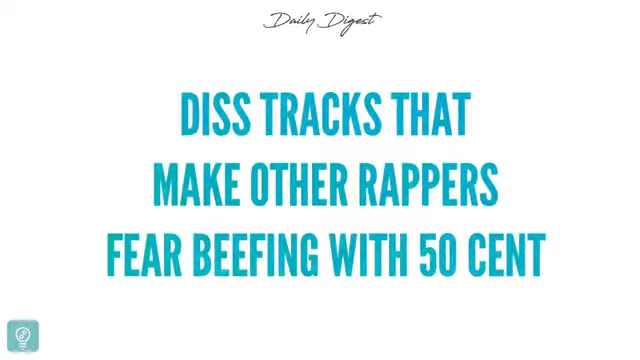 Daily Digest
DISS TRACKS THAT
MAKE OTHER RAPPERS
FEAR BEEFING WITH 50 CENT